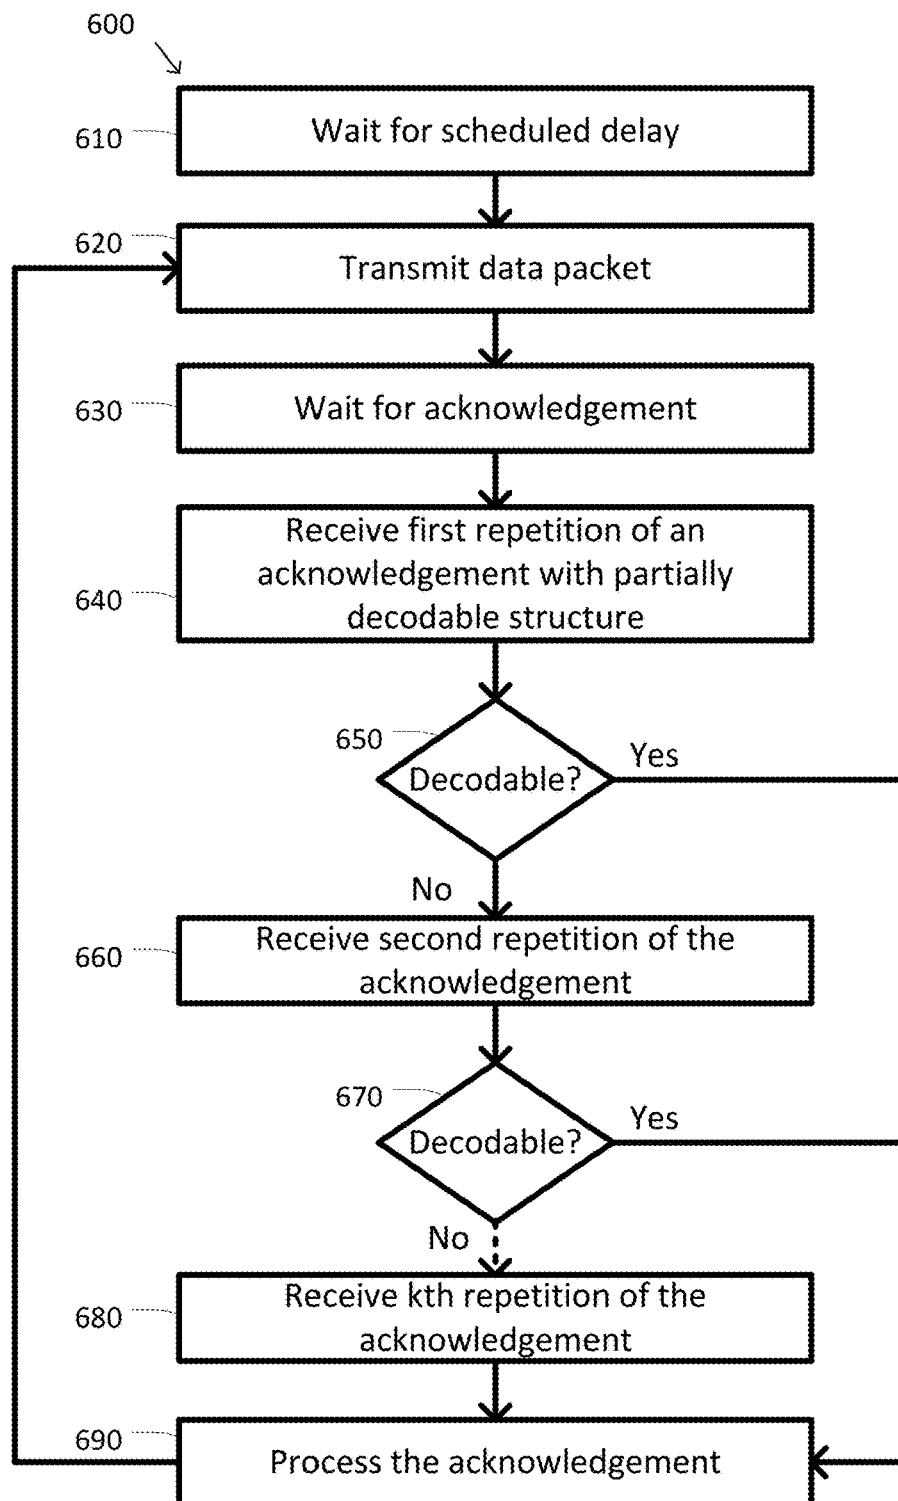 600
610
Wait for scheduled delay
620
Transmit data packet
630
Wait for acknowledgement
640
Receive first repetition of an
acknowledgement with partially
decodable structure
650
Decodable?
Yes
No
660
Receive second repetition of the
acknowledgement
670
Decodable?
Yes
No
680
Receive kth repetition of the
acknowledgement
690
Process the acknowledgement